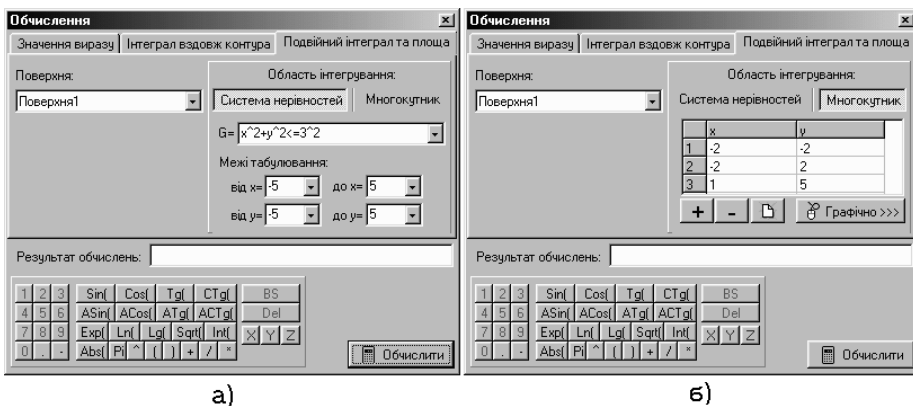 Обчислення
Значення виразу Інтеграл вздовж контура Подвійний інтеграл та площа
Поверхня:
Поверхня1
Область інтегрування:
Система нерівностей Многокутник
G= x^2+y^2<=3^2
Межі табулювання:
від x= -5 до x= 5
від y= -5 до y= 5
Результат обчислень:
1 2 3 Sin( Cos( Tg( CTg( BS
4 5 6 ASin( ACos( ATg( ACTg( Del
7 8 9 Exp( Ln( Lg( Sqrt( Int( X Y Z
0 . - Abs( Pi ^ ( ) + / *
Обчислити
а)
Обчислення
Значення виразу Інтеграл вздовж контура Подвійний інтеграл та площа
Поверхня:
Поверхня1
Область інтегрування:
Система нерівностей Многокутник
x y
1 -2 -2
2 -2 2
3 1 5
+ - Графічно >>>
Результат обчислень:
1 2 3 Sin( Cos( Tg( CTg( BS
4 5 6 ASin( ACos( ATg( ACTg( Del
7 8 9 Exp( Ln( Lg( Sqrt( Int( X Y Z
0 . - Abs( Pi ^ ( ) + / *
Обчислити
б)